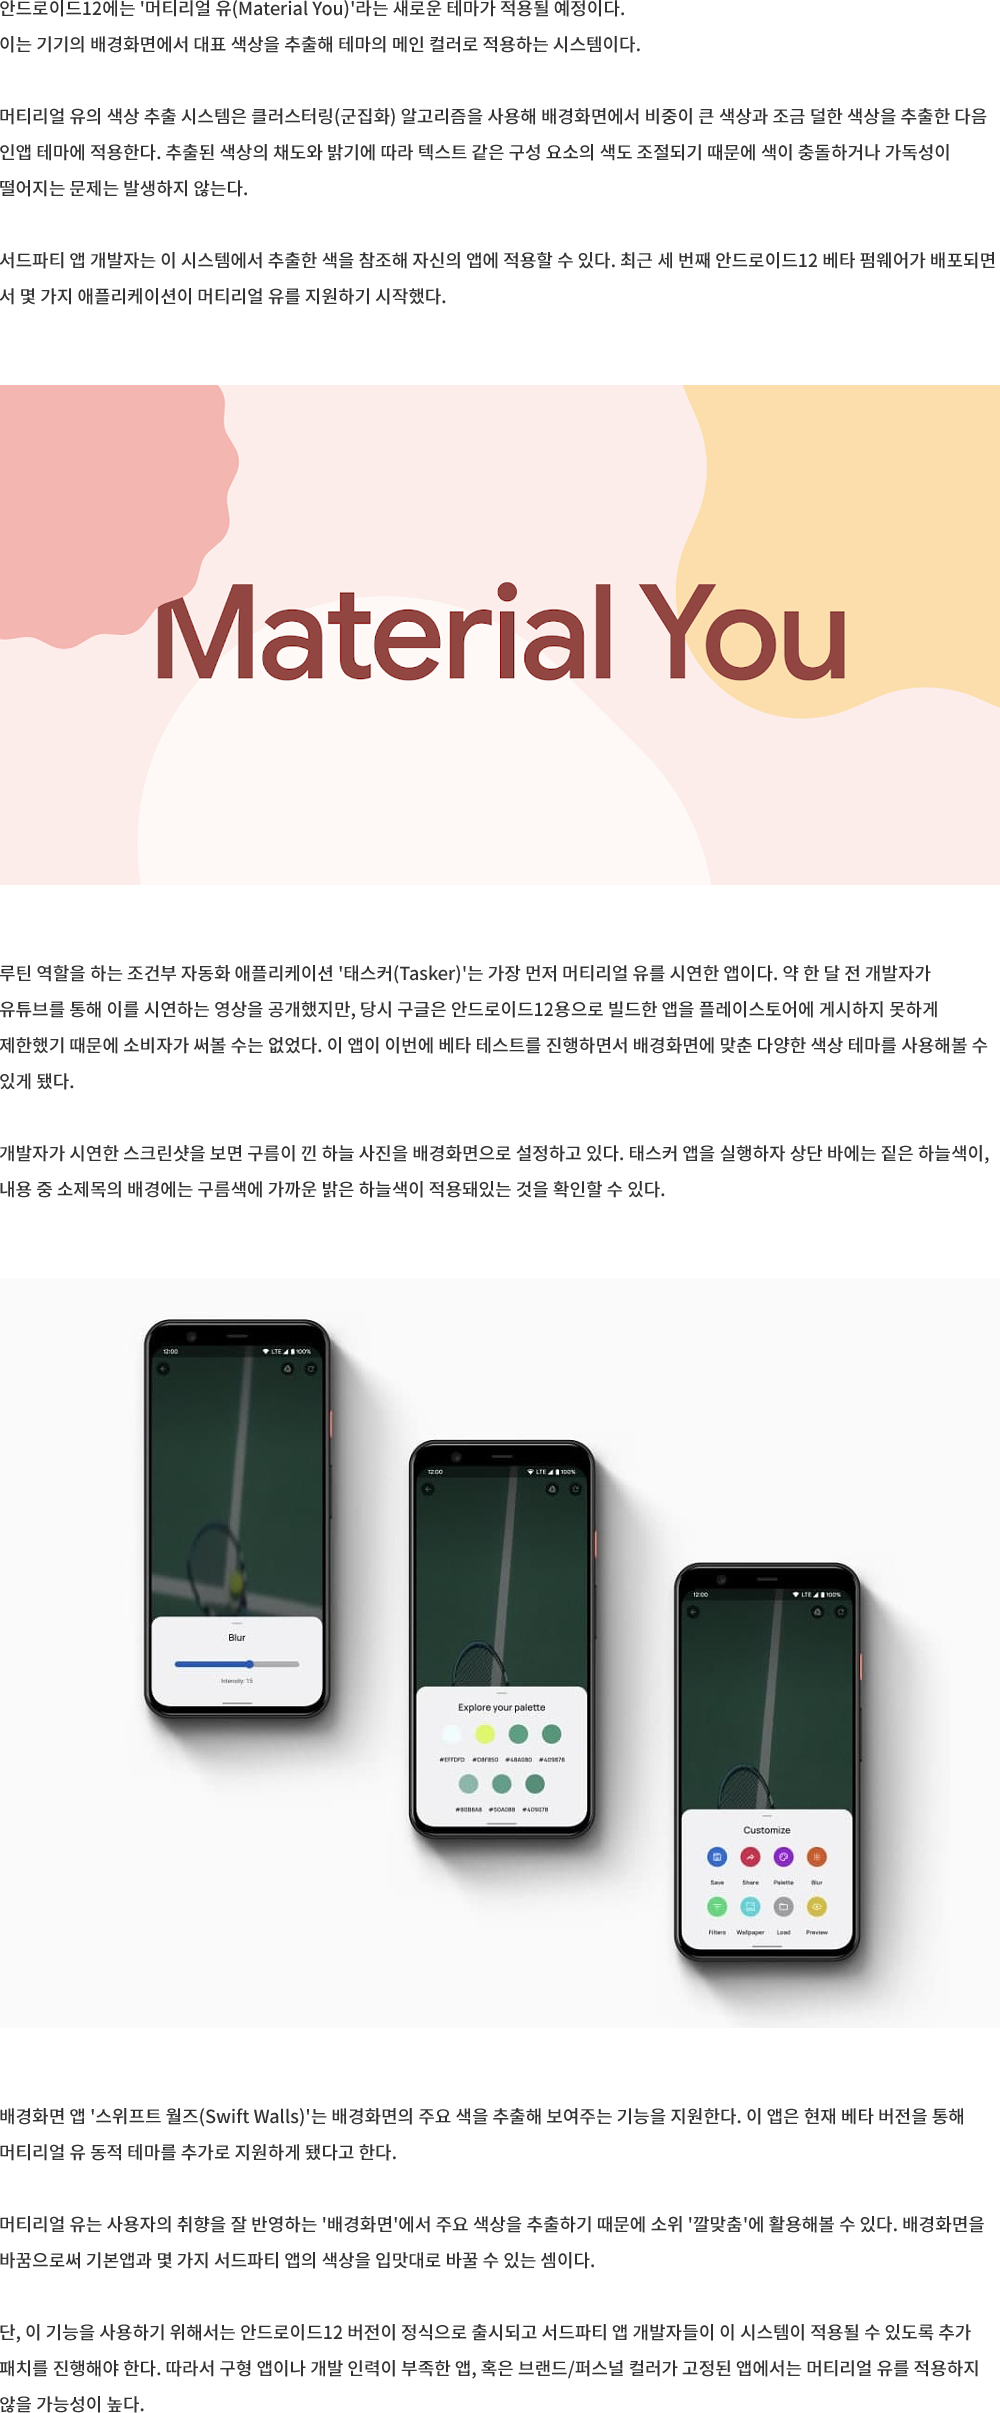 안드로이드12에는 '머티리얼 유(Material You)'라는 새로운 테마가 적용될 예정이다.
이는 기기의 배경화면에서 대표 색상을 추출해 테마의 메인 컬러로 적용하는 시스템이다.
머티리얼 유의 색상 추출 시스템은 클러스터링(군집화) 알고리즘을 사용해 배경화면에서 비중이 큰 색상과 조금 덜한 색상을 추출한 다음
인앱 테마에 적용한다. 추출된 색상의 채도와 밝기에 따라 텍스트 같은 구성 요소의 색도 조절되기 때문에 색이 충돌하거나 가독성이
떨어지는 문제는 발생하지 않는다.
서드파티 앱 개발자는 이 시스템에서 추출한 색을 참조해 자신의 앱에 적용할 수 있다. 최근 세 번째 안드로이드12 베타 펌웨어가 배포되면
서 몇 가지 애플리케이션이 머티리얼 유를 지원하기 시작했다.
Material You
루틴 역할을 하는 조건부 자동화 애플리케이션 '태스커(Tasker)'는 가장 먼저 머티리얼 유를 시연한 앱이다. 약 한 달 전 개발자가
유튜브를 통해 이를 시연하는 영상을 공개했지만, 당시 구글은 안드로이드12용으로 빌드한 앱을 플레이스토어에 게시하지 못하게
제한했기 때문에 소비자가 써볼 수는 없었다. 이 앱이 이번에 베타 테스트를 진행하면서 배경화면에 맞춘 다양한 색상 테마를 사용해볼 수
있게 됐다.
개발자가 시연한 스크린샷을 보면 구름이 낀 하늘 사진을 배경화면으로 설정하고 있다. 태스커 앱을 실행하자 상단 바에는 짙은 하늘색이,
내용 중 소제목의 배경에는 구름색에 가까운 밝은 하늘색이 적용돼있는 것을 확인할 수 있다.
12:00 LTE 100%
Blur
Intensity: 15
12:00 LTE 100%
Explore your palette
#EFFDFD #D8F850 #48A080 #409878
#50A088 #409078
12:00 LTE 100%
Customize
Save Share Palette Blur
Filters Wallpaper Load Preview
배경화면 앱 '스위프트 월즈(Swift Walls)'는 배경화면의 주요 색을 추출해 보여주는 기능을 지원한다. 이 앱은 현재 베타 버전을 통해
머티리얼 유 동적 테마를 추가로 지원하게 됐다고 한다.
머티리얼 유는 사용자의 취향을 잘 반영하는 '배경화면'에서 주요 색상을 추출하기 때문에 소위 '깔맞춤'에 활용해볼 수 있다. 배경화면을
바꿈으로써 기본앱과 몇 가지 서드파티 앱의 색상을 입맛대로 바꿀 수 있는 셈이다.
단, 이 기능을 사용하기 위해서는 안드로이드12 버전이 정식으로 출시되고 서드파티 앱 개발자들이 이 시스템이 적용될 수 있도록 추가
패치를 진행해야 한다. 따라서 구형 앱이나 개발 인력이 부족한 앱, 혹은 브랜드/퍼스널 컬러가 고정된 앱에서는 머티리얼 유를 적용하지
않을 가능성이 높다.